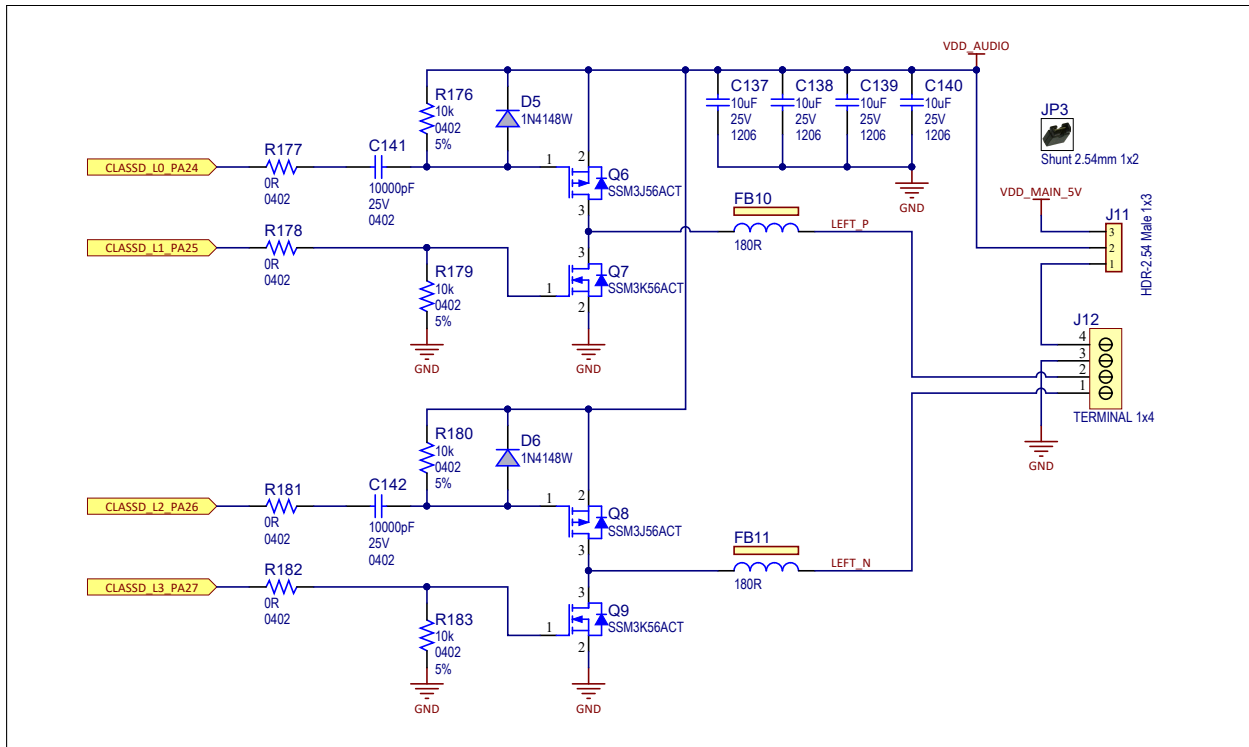 VDD_AUDIO
R176
10k
0402
5%
D5
1N4148W
C137
10uF
25V
1206
C138
10uF
25V
1206
C139
10uF
25V
1206
C140
10uF
25V
1206
GND
JP3
Shunt 2.54mm 1x2
CLASSD_L0_PA24
R177
0R
0402
C141
10000pF
25V
0402
1
2
3
Q6
SSM3J56ACT
CLASSD_L1_PA25
R178
0R
0402
R179
10k
0402
5%
GND
1
3
2
Q7
SSM3K56ACT
GND
FB10
180R
LEFT_P
VDD_MAIN_5V
J11
3
2
1
HDR-2.54 Male 1x3
J12
4
3
2
1
TERMINAL 1x4
GND
R180
10k
0402
5%
D6
1N4148W
CLASSD_L2_PA26
R181
0R
0402
C142
10000pF
25V
0402
1
2
3
Q8
SSM3J56ACT
CLASSD_L3_PA27
R182
0R
0402
R183
10k
0402
5%
GND
1
3
2
Q9
SSM3K56ACT
GND
FB11
180R
LEFT_N